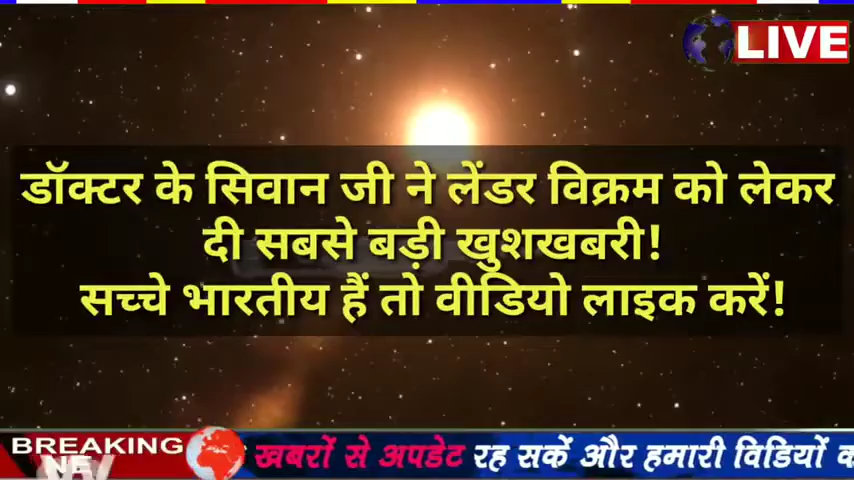 LIVE
डॉक्टर के सिवान जी ने लेंडर विक्रम को लेकर
दी सबसे बड़ी खुशखबरी!
सच्चे भारतीय हैं तो वीडियो लाइक करें!
BREAKING
खबरों से अपडेट रह सकें और हमारी विडियों